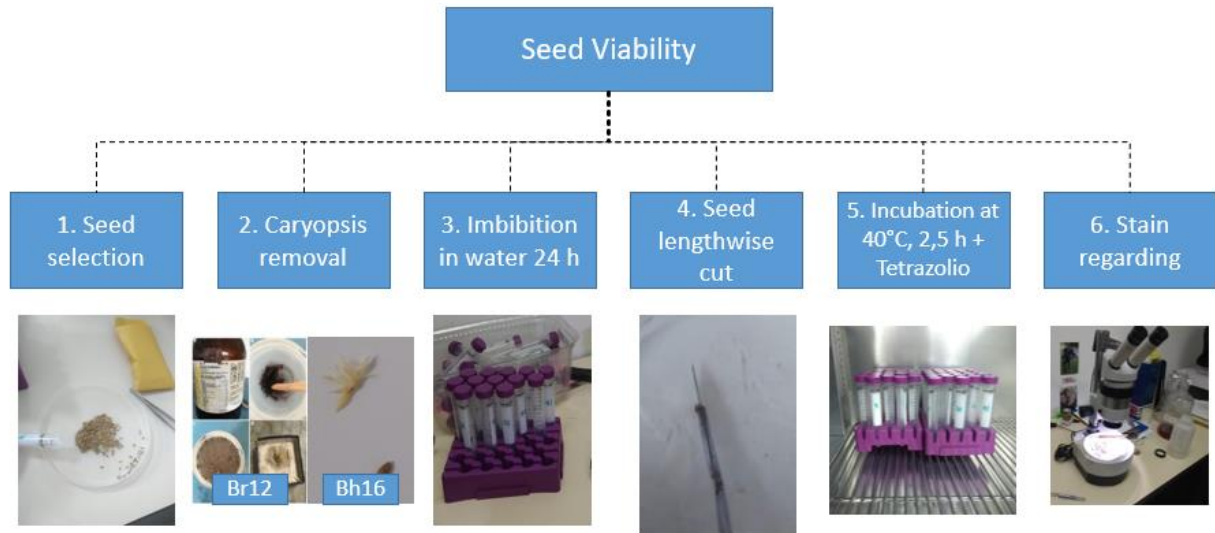 Seed Viability
1. Seed
selection
2. Caryopsis
removal
3. Imbibition
in water 24 h
4. Seed
lengthwise
cut
5. Incubation at
40°C, 2,5 h +
Tetrazolio
6. Stain
regarding
Br12
Bh16